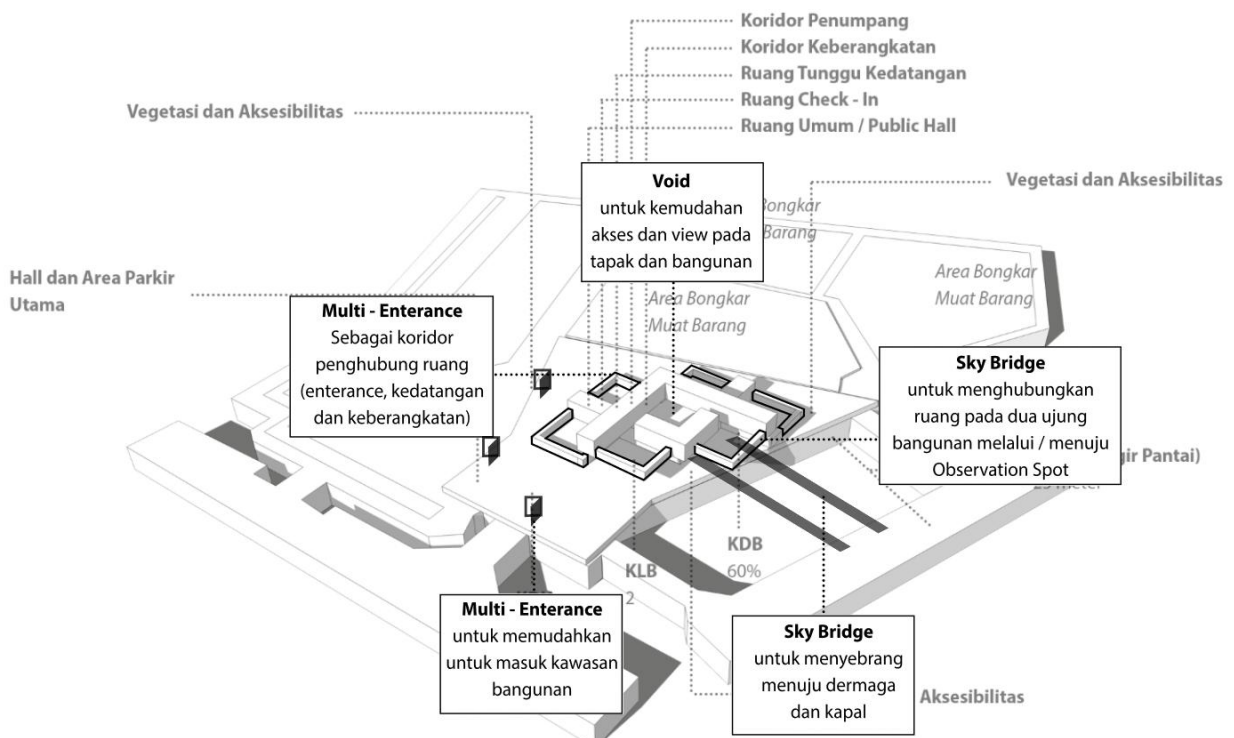 Koridor Penumpang
Koridor Keberangkatan
Ruang Tunggu Kedatangan
Ruang Check - In
Ruang Umum / Public Hall
Vegetasi dan Aksesibilitas
Void
untuk kemudahan
akses dan view pada
tapak dan bangunan
Bongkar
Barang
Vegetasi dan Aksesibilitas
Hall dan Area Parkir
Utama
Area Bongkar
Muat Barang
Area Bongkar
Muat Barang
Multi - Enterance
Sebagai koridor
penghubung ruang
(enterance, kedatangan
dan keberangkatan)
Sky Bridge
untuk menghubungkan
ruang pada dua ujung
bangunan melalui / menuju
Observation Spot
gir Pantai)
KDB
60%
KLB
2
Multi - Enterance
untuk memudahkan
untuk masuk kawasan
bangunan
Sky Bridge
untuk menyebrang
menuju dermaga
dan kapal
Aksesibilitas